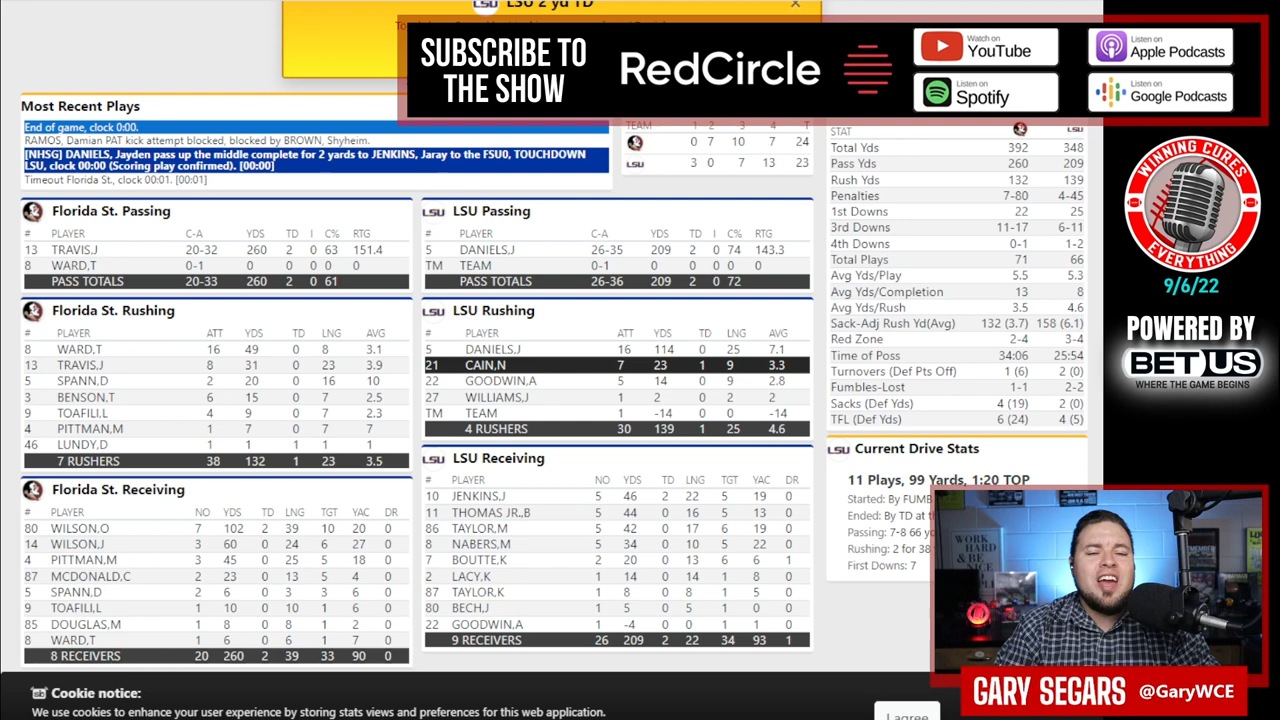 LSU 2 yd TD
SUBSCRIBE TO
THE SHOW
RedCircle
Watch on
YouTube
Listen on
Apple Podcasts
Listen on
Spotify
Listen on
Google Podcasts
Most Recent Plays
End of game, clock 0:00.
RAMOS, Damian PAT kick attempt blocked, blocked by BROWN, Shyheim.
[NHSG] DANIELS, Jayden pass up the middle complete for 2 yards to JENKINS, Jaray to the FSU0, TOUCHDOWN
LSU, clock 00:00 (Scoring play confirmed). [00:00]
Timeout Florida St., clock 00:01. [00:01]
TEAM 1 2 3 4 T
0 7 10 7 24
LSU 3 0 7 13 23
Florida St. Passing
# PLAYER C-A YDS TD I C% RTG
13 TRAVIS,J 20-32 260 2 0 63 151.4
8 WARD,T 0-1 0 0 0 0 0
PASS TOTALS 20-33 260 2 0 61
LSU LSU Passing
# PLAYER C-A YDS TD I C% RTG
5 DANIELS,J 26-35 209 2 0 74 143.3
TM TEAM 0-1 0 0 0 0 0
PASS TOTALS 26-36 209 2 0 72
Florida St. Rushing
# PLAYER ATT YDS TD LNG AVG
8 WARD,T 16 49 0 8 3.1
13 TRAVIS,J 8 31 0 23 3.9
5 SPANN,D 2 20 0 16 10
3 BENSON,T 6 15 0 7 2.5
9 TOAFILI,L 4 9 0 7 2.3
4 PITTMAN,M 1 7 0 7 7
46 LUNDY,D 1 1 1 1 1
7 RUSHERS 38 132 1 23 3.5
LSU LSU Rushing
# PLAYER ATT YDS TD LNG AVG
5 DANIELS,J 16 114 0 25 7.1
21 CAIN,N 7 23 1 9 3.3
22 GOODWIN,A 5 14 0 9 2.8
27 WILLIAMS,J 1 2 0 2 2
TM TEAM 1 -14 0 0 -14
4 RUSHERS 30 139 1 25 4.6
Florida St. Receiving
# PLAYER NO YDS TD LNG TGT YAC DR
80 WILSON,O 7 102 2 39 10 20 0
14 WILSON,J 3 60 0 24 6 27 0
4 PITTMAN,M 3 45 0 25 5 18 0
87 MCDONALD,C 2 23 0 13 5 4 0
5 SPANN,D 2 6 0 3 3 6 0
9 TOAFILI,L 1 10 0 10 1 6 0
85 DOUGLAS,M 1 8 0 8 1 2 0
8 WARD,T 1 6 0 6 1 7 0
8 RECEIVERS 20 260 2 39 33 90 0
LSU LSU Receiving
# PLAYER NO YDS TD LNG TGT YAC DR
10 JENKINS,J 5 46 2 22 5 19 0
11 THOMAS JR.,B 5 44 0 16 5 13 0
86 TAYLOR,M 5 42 0 17 6 19 0
8 NABERS,M 5 34 0 10 5 22 0
7 BOUTTE,K 2 20 0 13 6 6 1
2 LACY,K 1 14 0 14 1 8 0
87 TAYLOR,K 1 8 0 8 1 5 0
80 BECH,J 1 5 0 5 1 0 0
22 GOODWIN,A 1 -4 0 0 1 1 0
9 RECEIVERS 26 209 2 22 34 93 1
STAT LSU
Total Yds 392 348
Pass Yds 260 209
Rush Yds 132 139
Penalties 7-80 4-45
1st Downs 22 25
3rd Downs 11-17 6-11
4th Downs 0-1 1-2
Total Plays 71 66
Avg Yds/Play 5.5 5.3
Avg Yds/Completion 13 8
Avg Yds/Rush 3.5 4.6
Sack-Adj Rush Yd(Avg) 132 (3.7) 158 (6.1)
Red Zone 2-4 3-4
Time of Poss 34:06 25:54
Turnovers (Def Pts Off) 1 (6) 2 (0)
Fumbles-Lost 1-1 2-2
Sacks (Def Yds) 4 (19) 2 (0)
TFL (Def Yds) 6 (24) 4 (5)
LSU Current Drive Stats
11 Plays, 99 Yards, 1:20 TOP
Started: By FUMB
Ended: By TD at the
Passing: 7-8 66 y
Rushing: 2 for 38
First Downs: 7
WINNING CURES
EVERYTHING
9/6/22
POWERED BY
BETUS
WHERE THE GAME BEGINS
WORK
HARD
& BE
NICE
GARY SEGARS @GaryWCE
Cookie notice:
We use cookies to enhance your user experience by storing stats views and preferences for this web application.
I agree